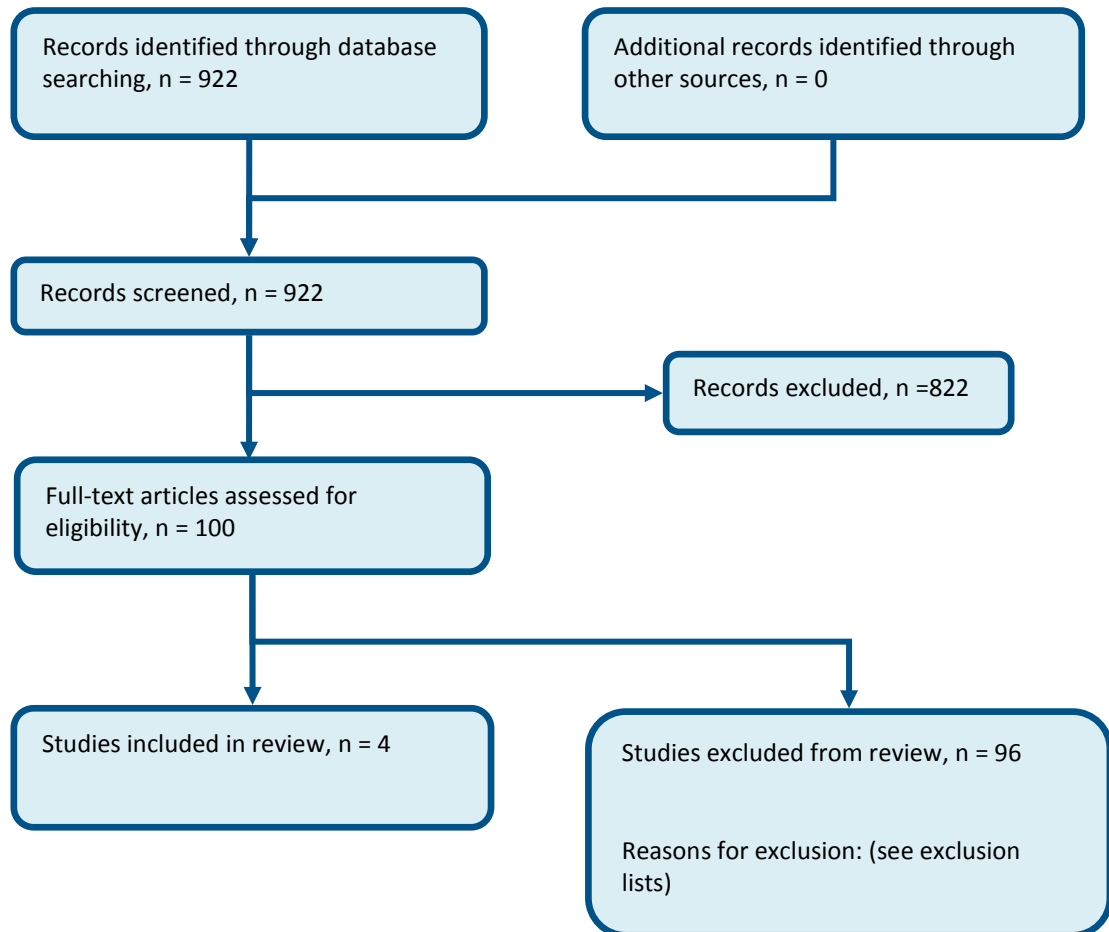 Records identified through database
searching, n = 922
Additional records identified through
other sources, n = 0
Records screened, n = 922
Records excluded, n =822
Full-text articles assessed for
eligibility, n = 100
Studies included in review, n = 4
Studies excluded from review, n = 96
Reasons for exclusion: (see exclusion
lists)